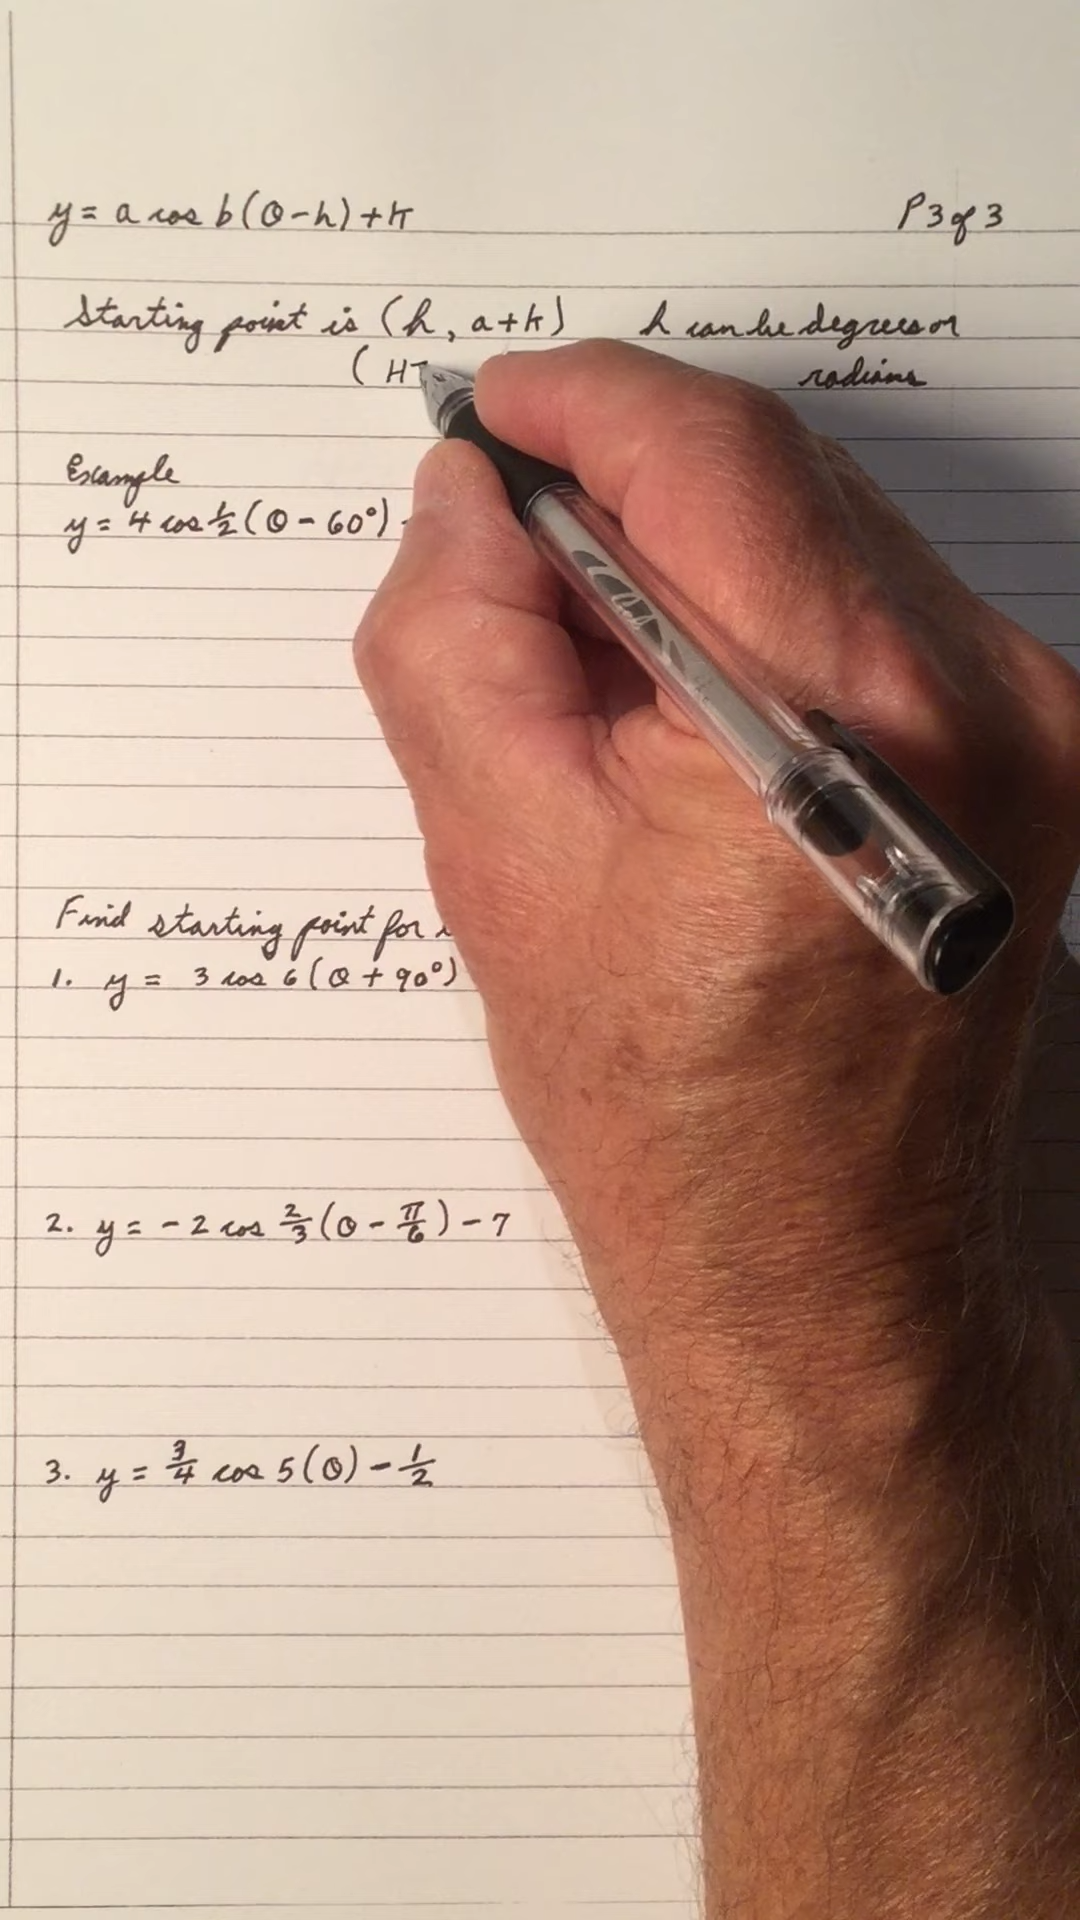 y = a cos b(θ-h)+k
P 3 of 3
Starting point is (h, a+k) h can be degrees or
( HT radians
Example
y = 4 cos 1/2 (θ - 60°)
Find starting point for
1. y = 3 cos 6(θ + 90°)
2. y = -2 cos 2/3 (θ - π/6) - 7
3. y = 3/4 cos 5(θ) - 1/2